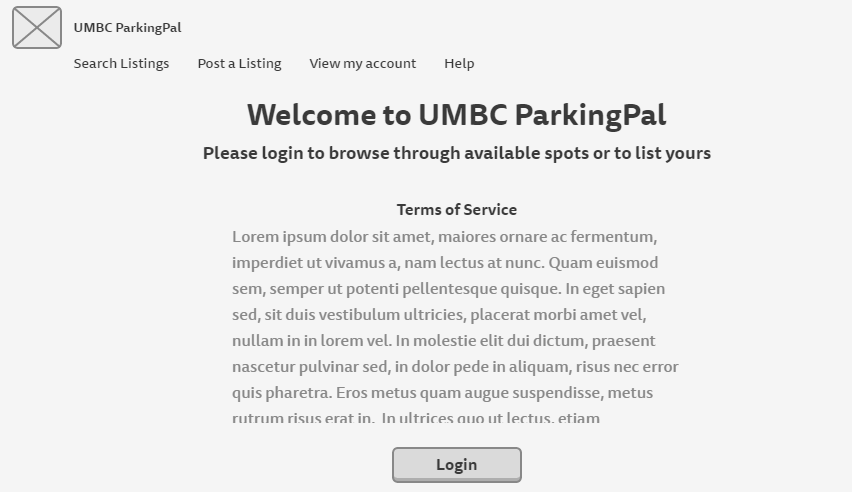 UMBC ParkingPal
Search Listings Post a Listing View my account Help
Welcome to UMBC ParkingPal
Please login to browse through available spots or to list yours
Terms of Service
Lorem ipsum dolor sit amet, maiores ornare ac fermentum,
imperdiet ut vivamus a, nam lectus at nunc. Quam euismod
sem, semper ut potenti pellentesque quisque. In eget sapien
sed, sit duis vestibulum ultricies, placerat morbi amet vel,
nullam in in lorem vel. In molestie elit dui dictum, praesent
nascetur pulvinar sed, in dolor pede in aliquam, risus nec error
quis pharetra. Eros metus quam augue suspendisse, metus
rutrum risus erat in. In ultrices quo ut lectus, etiam
Login